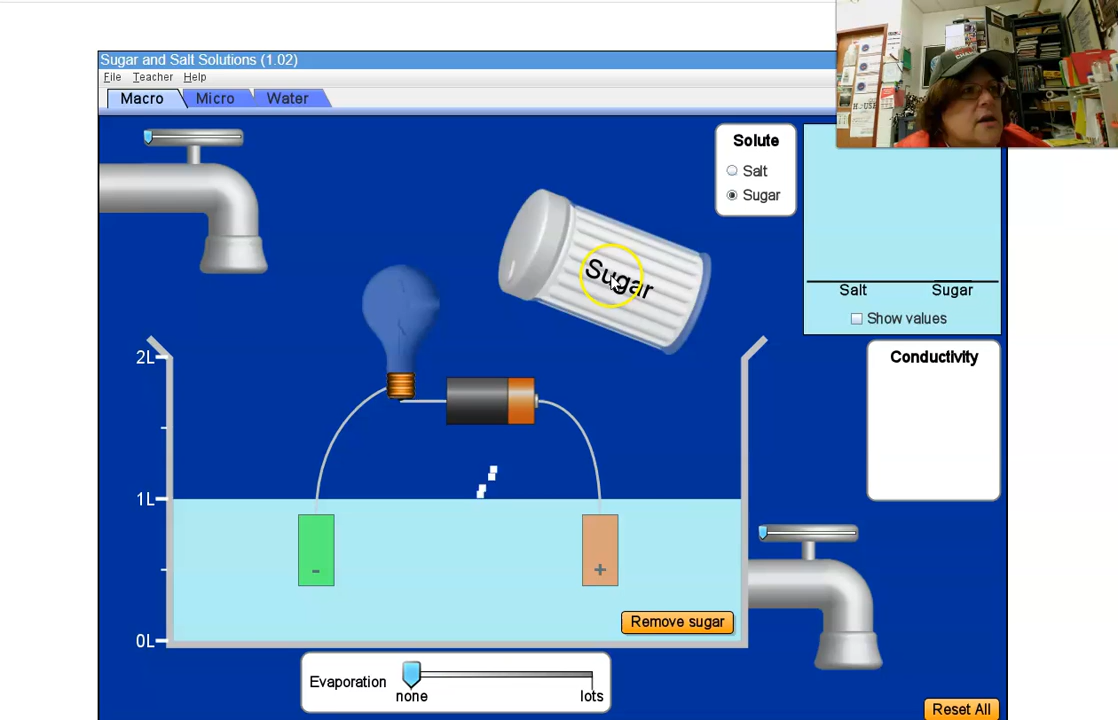 Sugar and Salt Solutions (1.02)
File Teacher Help
Macro Micro Water
Solute
Salt
Sugar
Sugar
Salt Sugar
Show values
Conductivity
2L
1L
0L
-
+
Remove sugar
Evaporation
none lots
Reset All